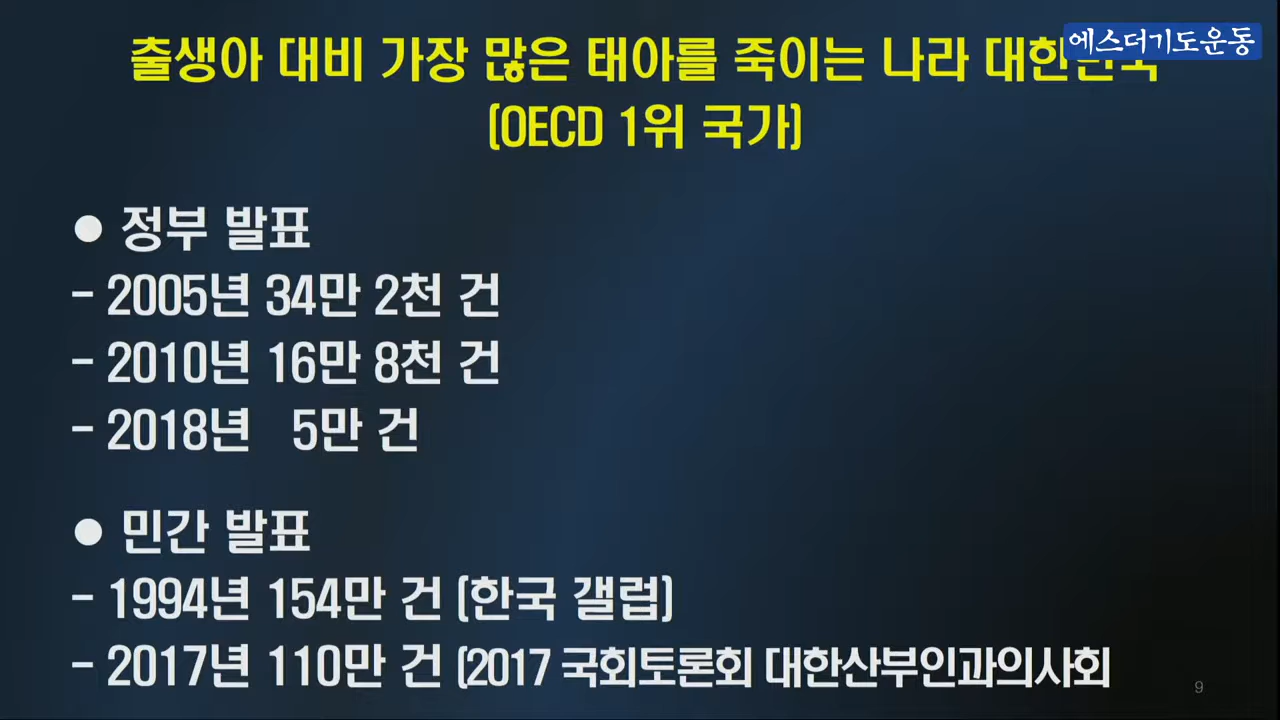 에스더기도운동
출생아 대비 가장 많은 태아를 죽이는 나라 대한민국
(OECD 1위 국가)
● 정부 발표
- 2005년 34만 2천 건
- 2010년 16만 8천 건
- 2018년 5만 건
● 민간 발표
- 1994년 154만 건 (한국 갤럽)
- 2017년 110만 건 (2017 국회토론회 대한산부인과의사회
9